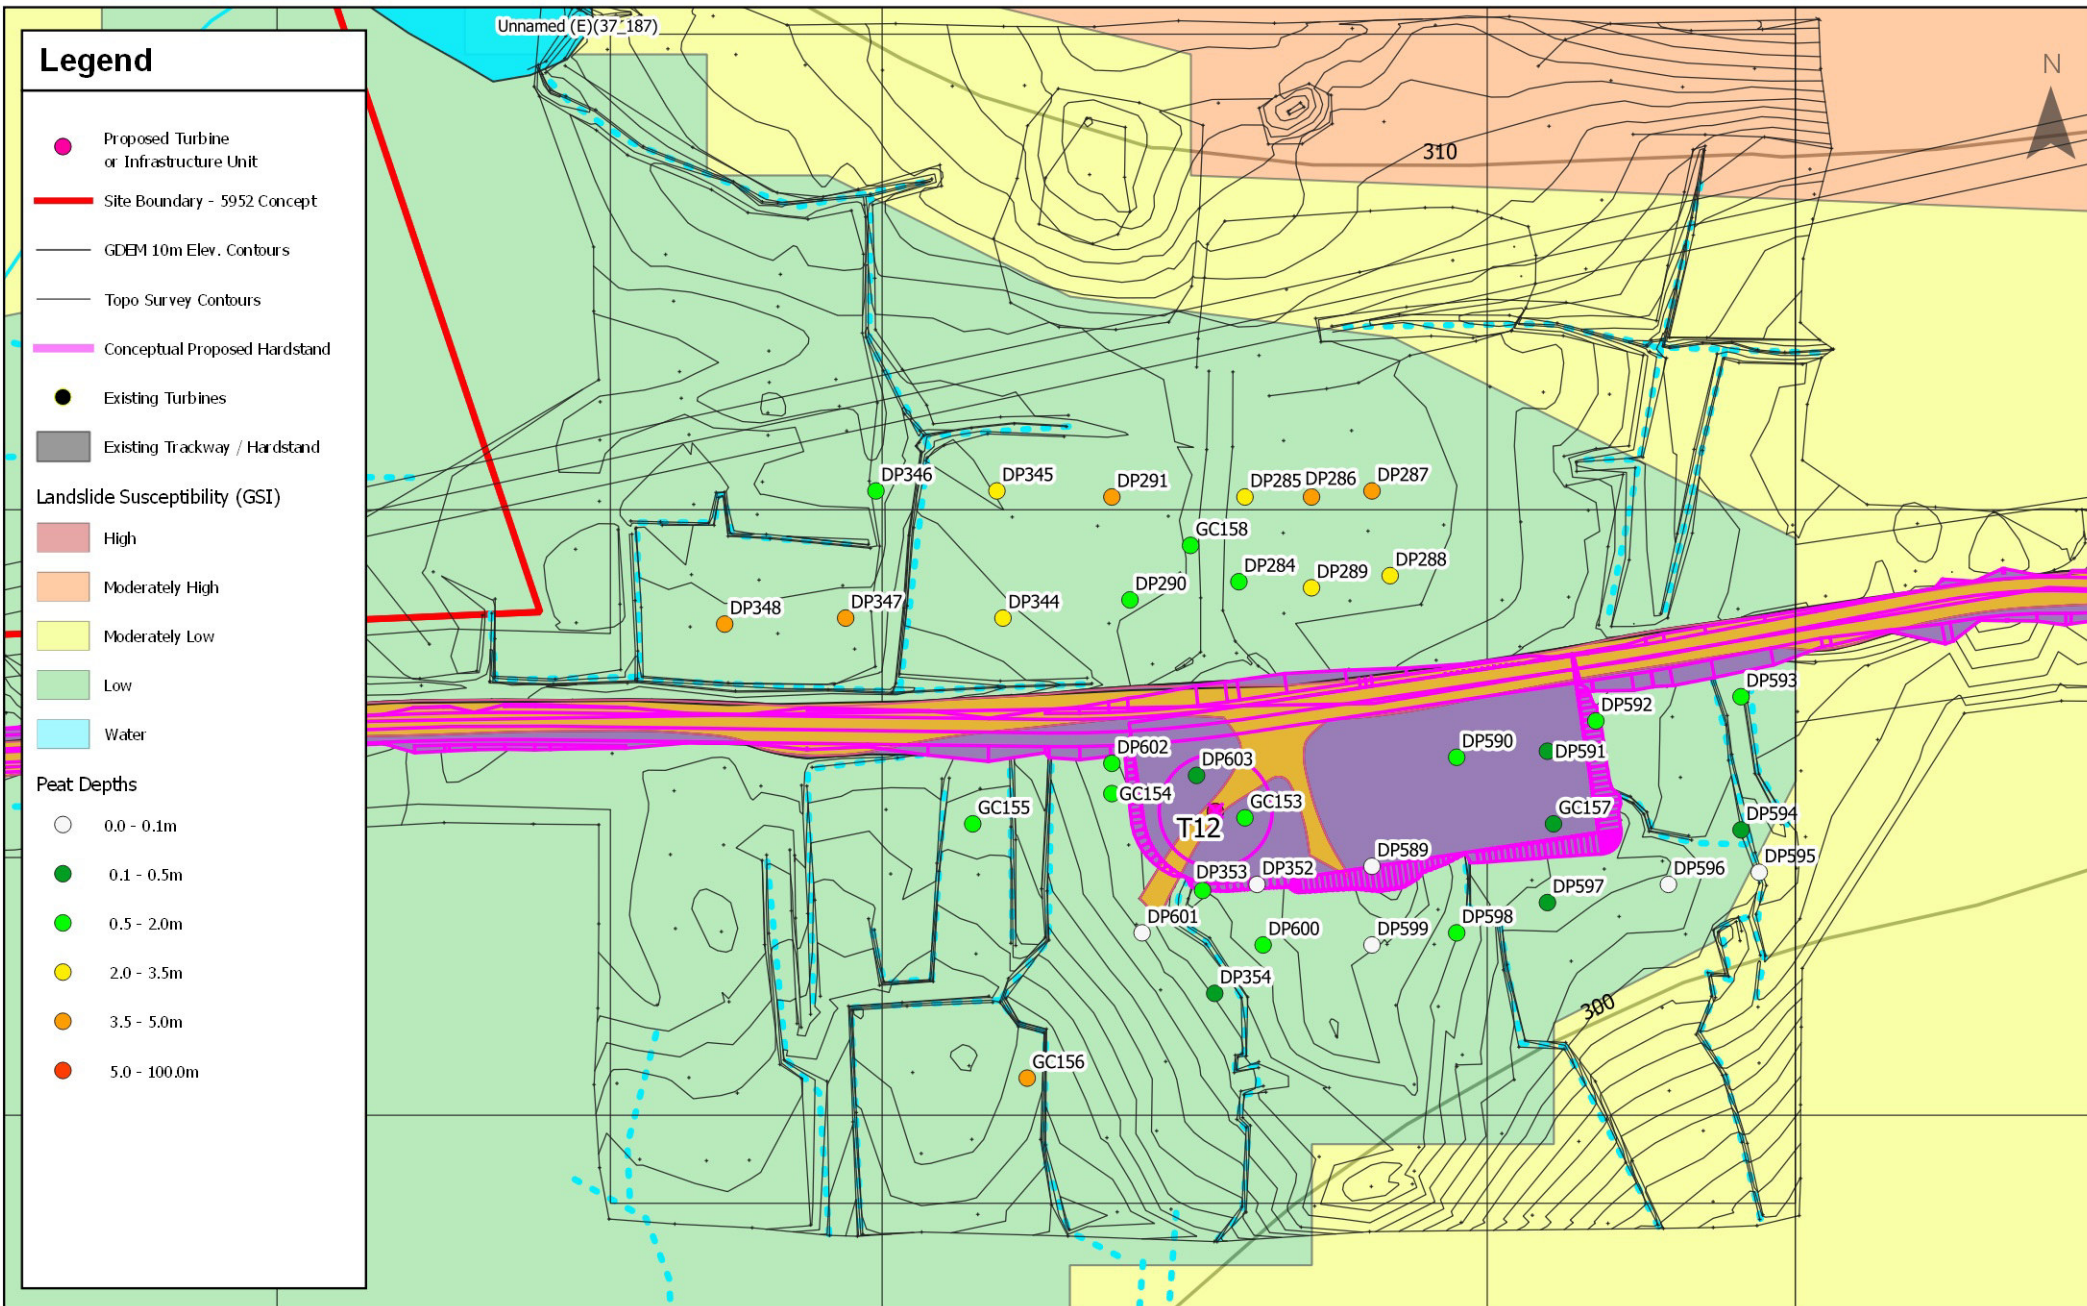 Unnamed (E)(37_187)
Legend
Proposed Turbine
or Infrastructure Unit
Site Boundary - 5952 Concept
GDEM 10m Elev. Contours
Topo Survey Contours
Conceptual Proposed Hardstand
Existing Turbines
Existing Trackway / Hardstand
Landslide Susceptibility (GSI)
High
Moderately High
Moderately Low
Low
Water
Peat Depths
0.0 - 0.1m
0.1 - 0.5m
0.5 - 2.0m
2.0 - 3.5m
3.5 - 5.0m
5.0 - 100.0m
N
310
DP346
DP345
DP291
DP285
DP286
DP287
GC158
DP290
DP284
DP289
DP288
DP348
DP347
DP344
DP593
DP592
DP602
DP603
DP590
DP591
GC154
GC155
GC153
GC157
DP594
T12
DP589
DP595
DP353
DP352
DP596
DP597
DP601
DP600
DP599
DP598
DP354
300
GC156